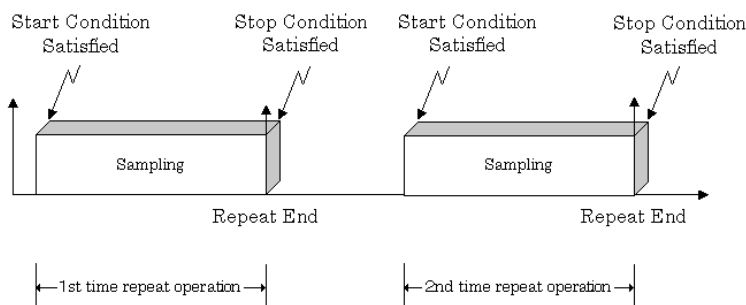 Start Condition
Satisfied
Stop Condition
Satisfied
Start Condition
Satisfied
Stop Condition
Satisfied
Sampling
Sampling
Repeat End
Repeat End
1st time repeat operation
2nd time repeat operation